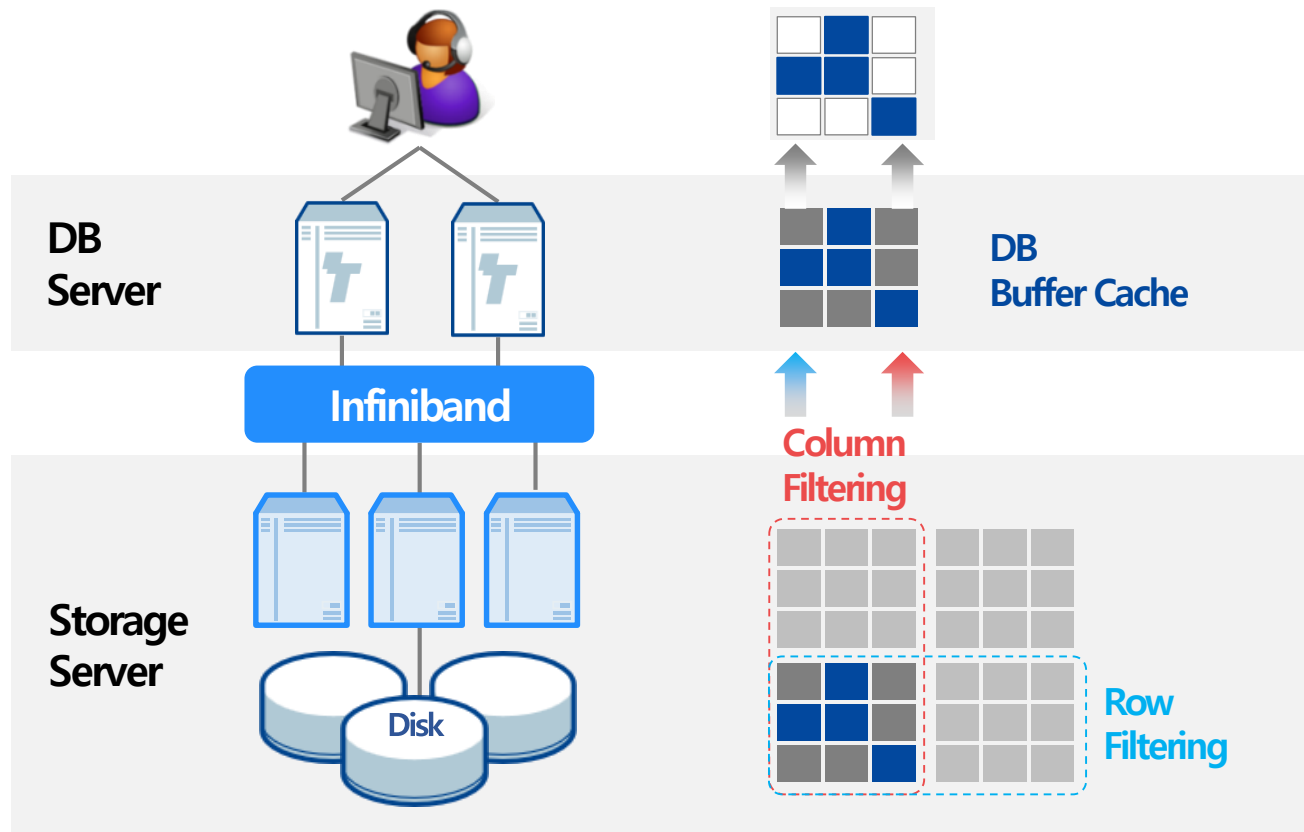 DB
Server
DB
Buffer Cache
Infiniband
Column
Filtering
Storage
Server
Disk
Row
Filtering